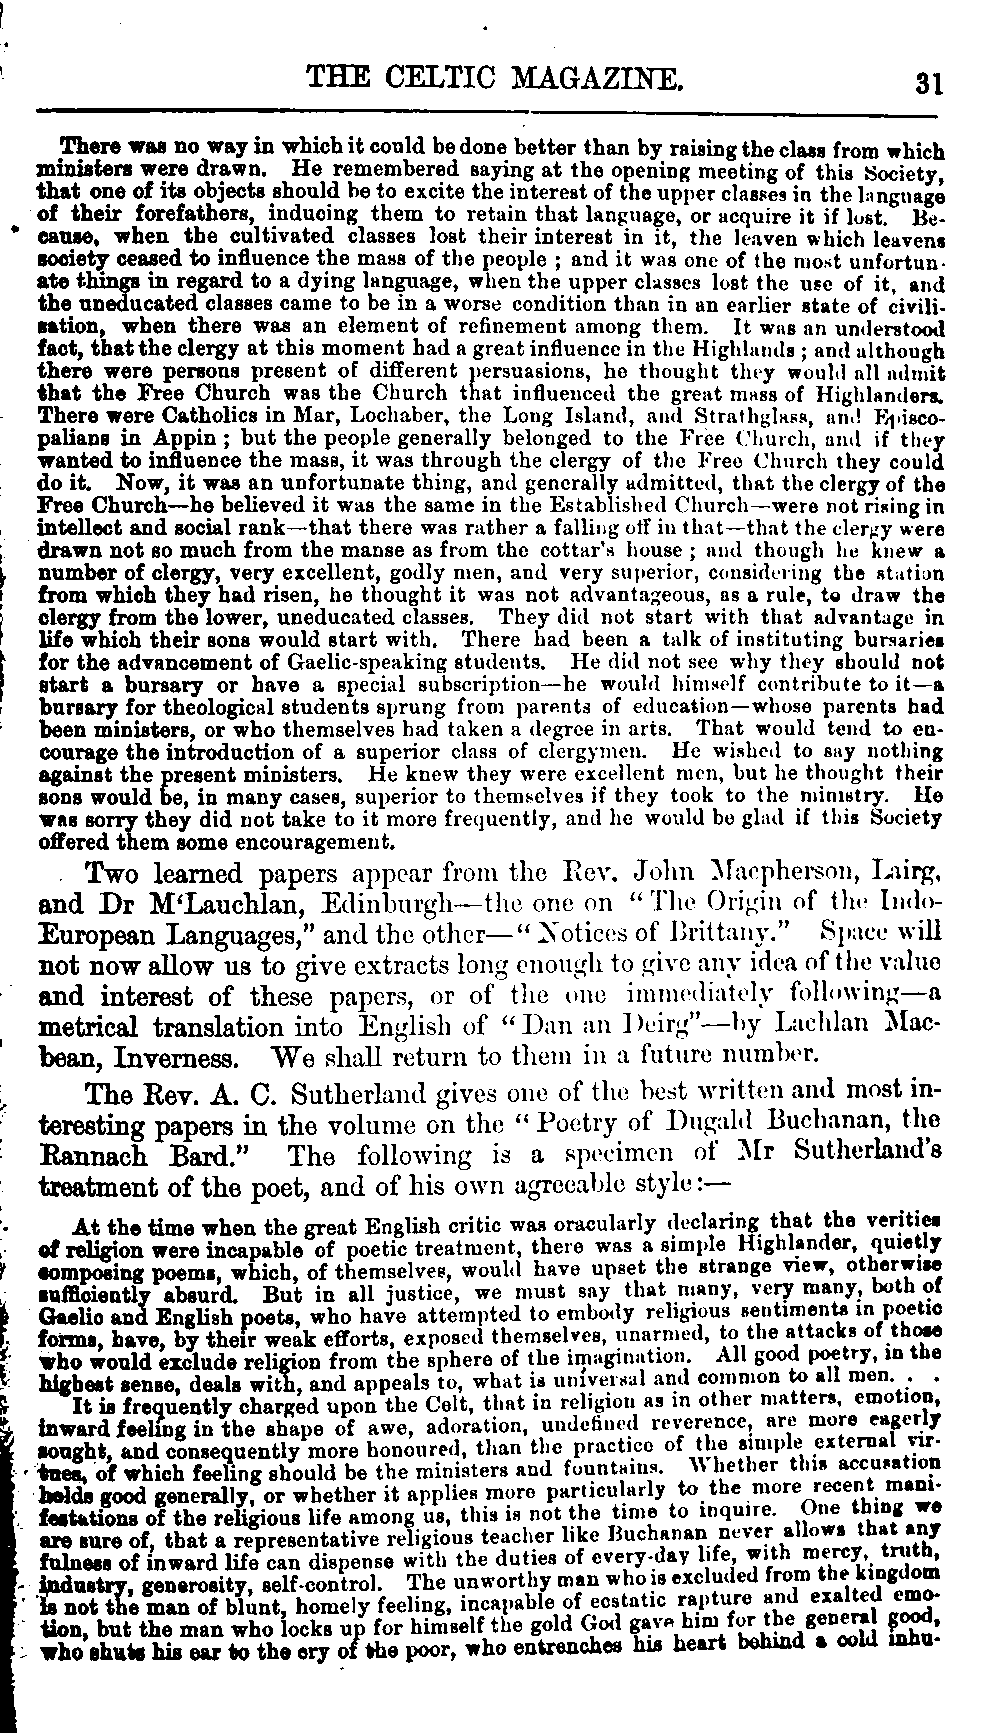 THE CELTIC MAGAZINE. 31
There was no way in which it could be done better than by raising the class from which
ministers were drawn. He remembered saying at the opening meeting of this Society,
that one of its objects should be to excite the interest of the upper classes in the language
of their forefathers, inducing them to retain that language, or acquire it if lost. Be-
cause, when the cultivated classes lost their interest in it, the leaven which leavens
society ceased to influence the mass of the people ; and it was one of the most unfortun-
ate things in regard to a dying language, when the upper classes lost the use of it, and
the uneducated classes came to be in a worse condition than in an earlier state of civili-
sation, when there was an element of refinement among them. It was an understood
fact, that the clergy at this moment had a great influence in the Highlands ; and although
there were persons present of different persuasions, he thought they would all admit
that the Free Church was the Church that influenced the great mass of Highlanders.
There were Catholics in Mar, Lochaber, the Long Island, and Strathglass, and Episco-
palians in Appin ; but the people generally belonged to the Free Church, and if they
wanted to influence the mass, it was through the clergy of the Free Church they could
do it. Now, it was an unfortunate thing, and generally admitted, that the clergy of the
Free Church—he believed it was the same in the Established Church—were not rising in
intellect and social rank—that there was rather a falling off in that—that the clergy were
drawn not so much from the manse as from the cottar's house ; and though he knew a
number of clergy, very excellent, godly men, and very superior, considering the station
from which they had risen, he thought it was not advantageous, as a rule, to draw the
clergy from the lower, uneducated classes. They did not start with that advantage in
life which their sons would start with. There had been a talk of instituting bursaries
for the advancement of Gaelic-speaking students. He did not see why they should not
start a bursary or have a special subscription—he would himself contribute to it—a
bursary for theological students sprung from parents of education—whose parents had
been ministers, or who themselves had taken a degree in arts. That would tend to en-
courage the introduction of a superior class of clergymen. He wished to say nothing
against the present ministers. He knew they were excellent men, but he thought their
sons would be, in many cases, superior to themselves if they took to the ministry. He
was sorry they did not take to it more frequently, and he would be glad if this Society
offered them some encouragement.
Two learned papers appear from the Rev. John Macpherson, Lairg,
and Dr M‘Lauchlan, Edinburgh—the one on “The Origin of the Indo-
European Languages,” and the other—“Notices of Brittany.” Space will
not now allow us to give extracts long enough to give any idea of the value
and interest of these papers, or of the one immediately following—a
metrical translation into English of “Dan an Deirg”—by Lachlan Mac-
bean, Inverness. We shall return to them in a future number.
The Rev. A. C. Sutherland gives one of the best written and most in-
teresting papers in the volume on the “Poetry of Dugald Buchanan, the
Rannach Bard.” The following is a specimen of Mr Sutherland's
treatment of the poet, and of his own agreeable style:—
At the time when the great English critic was oracularly declaring that the verities
of religion were incapable of poetic treatment, there was a simple Highlander, quietly
composing poems, which, of themselves, would have upset the strange view, otherwise
sufficiently absurd. But in all justice, we must say that many, very many, both of
Gaelic and English poets, who have attempted to embody religious sentiments in poetic
forms, have, by their weak efforts, exposed themselves, unarmed, to the attacks of those
who would exclude religion from the sphere of the imagination. All good poetry, in the
highest sense, deals with, and appeals to, what is universal and common to all men. . .
It is frequently charged upon the Celt, that in religion as in other matters, emotion,
inward feeling in the shape of awe, adoration, undefined reverence, are more eagerly
sought, and consequently more honoured, than the practice of the simple external vir-
tues, of which feeling should be the ministers and fountains. Whether this accusation
holds good generally, or whether it applies more particularly to the more recent mani-
festations of the religious life among us, this is not the time to inquire. One thing we
are sure of, that a representative religious teacher like Buchanan never allows that any
fulness of inward life can dispense with the duties of every-day life, with mercy, truth,
industry, generosity, self-control. The unworthy man who is excluded from the kingdom
is not the man of blunt, homely feeling, incapable of ecstatic rapture and exalted emo-
tion, but the man who locks up for himself the gold God gave him for the general good,
who shuts his ear to the cry of the poor, who entrenches his heart behind a cold inhu-